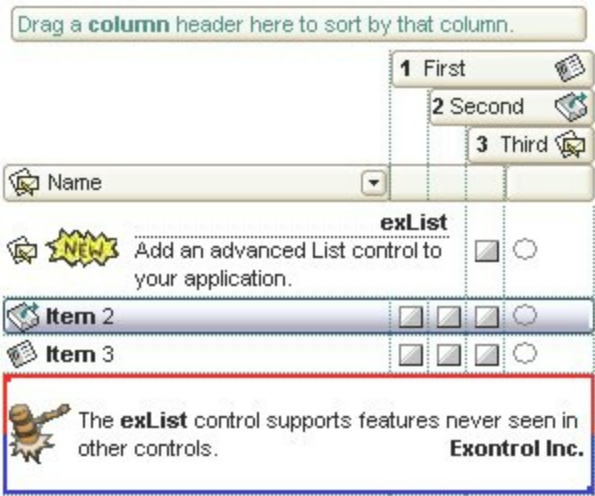 Drag a column header here to sort by that column.
1 First
2 Second
3 Third
Name
exList
NEW
Add an advanced List control to
your application.
Item 2
Item 3
The exList control supports features never seen in
other controls.
Exontrol Inc.